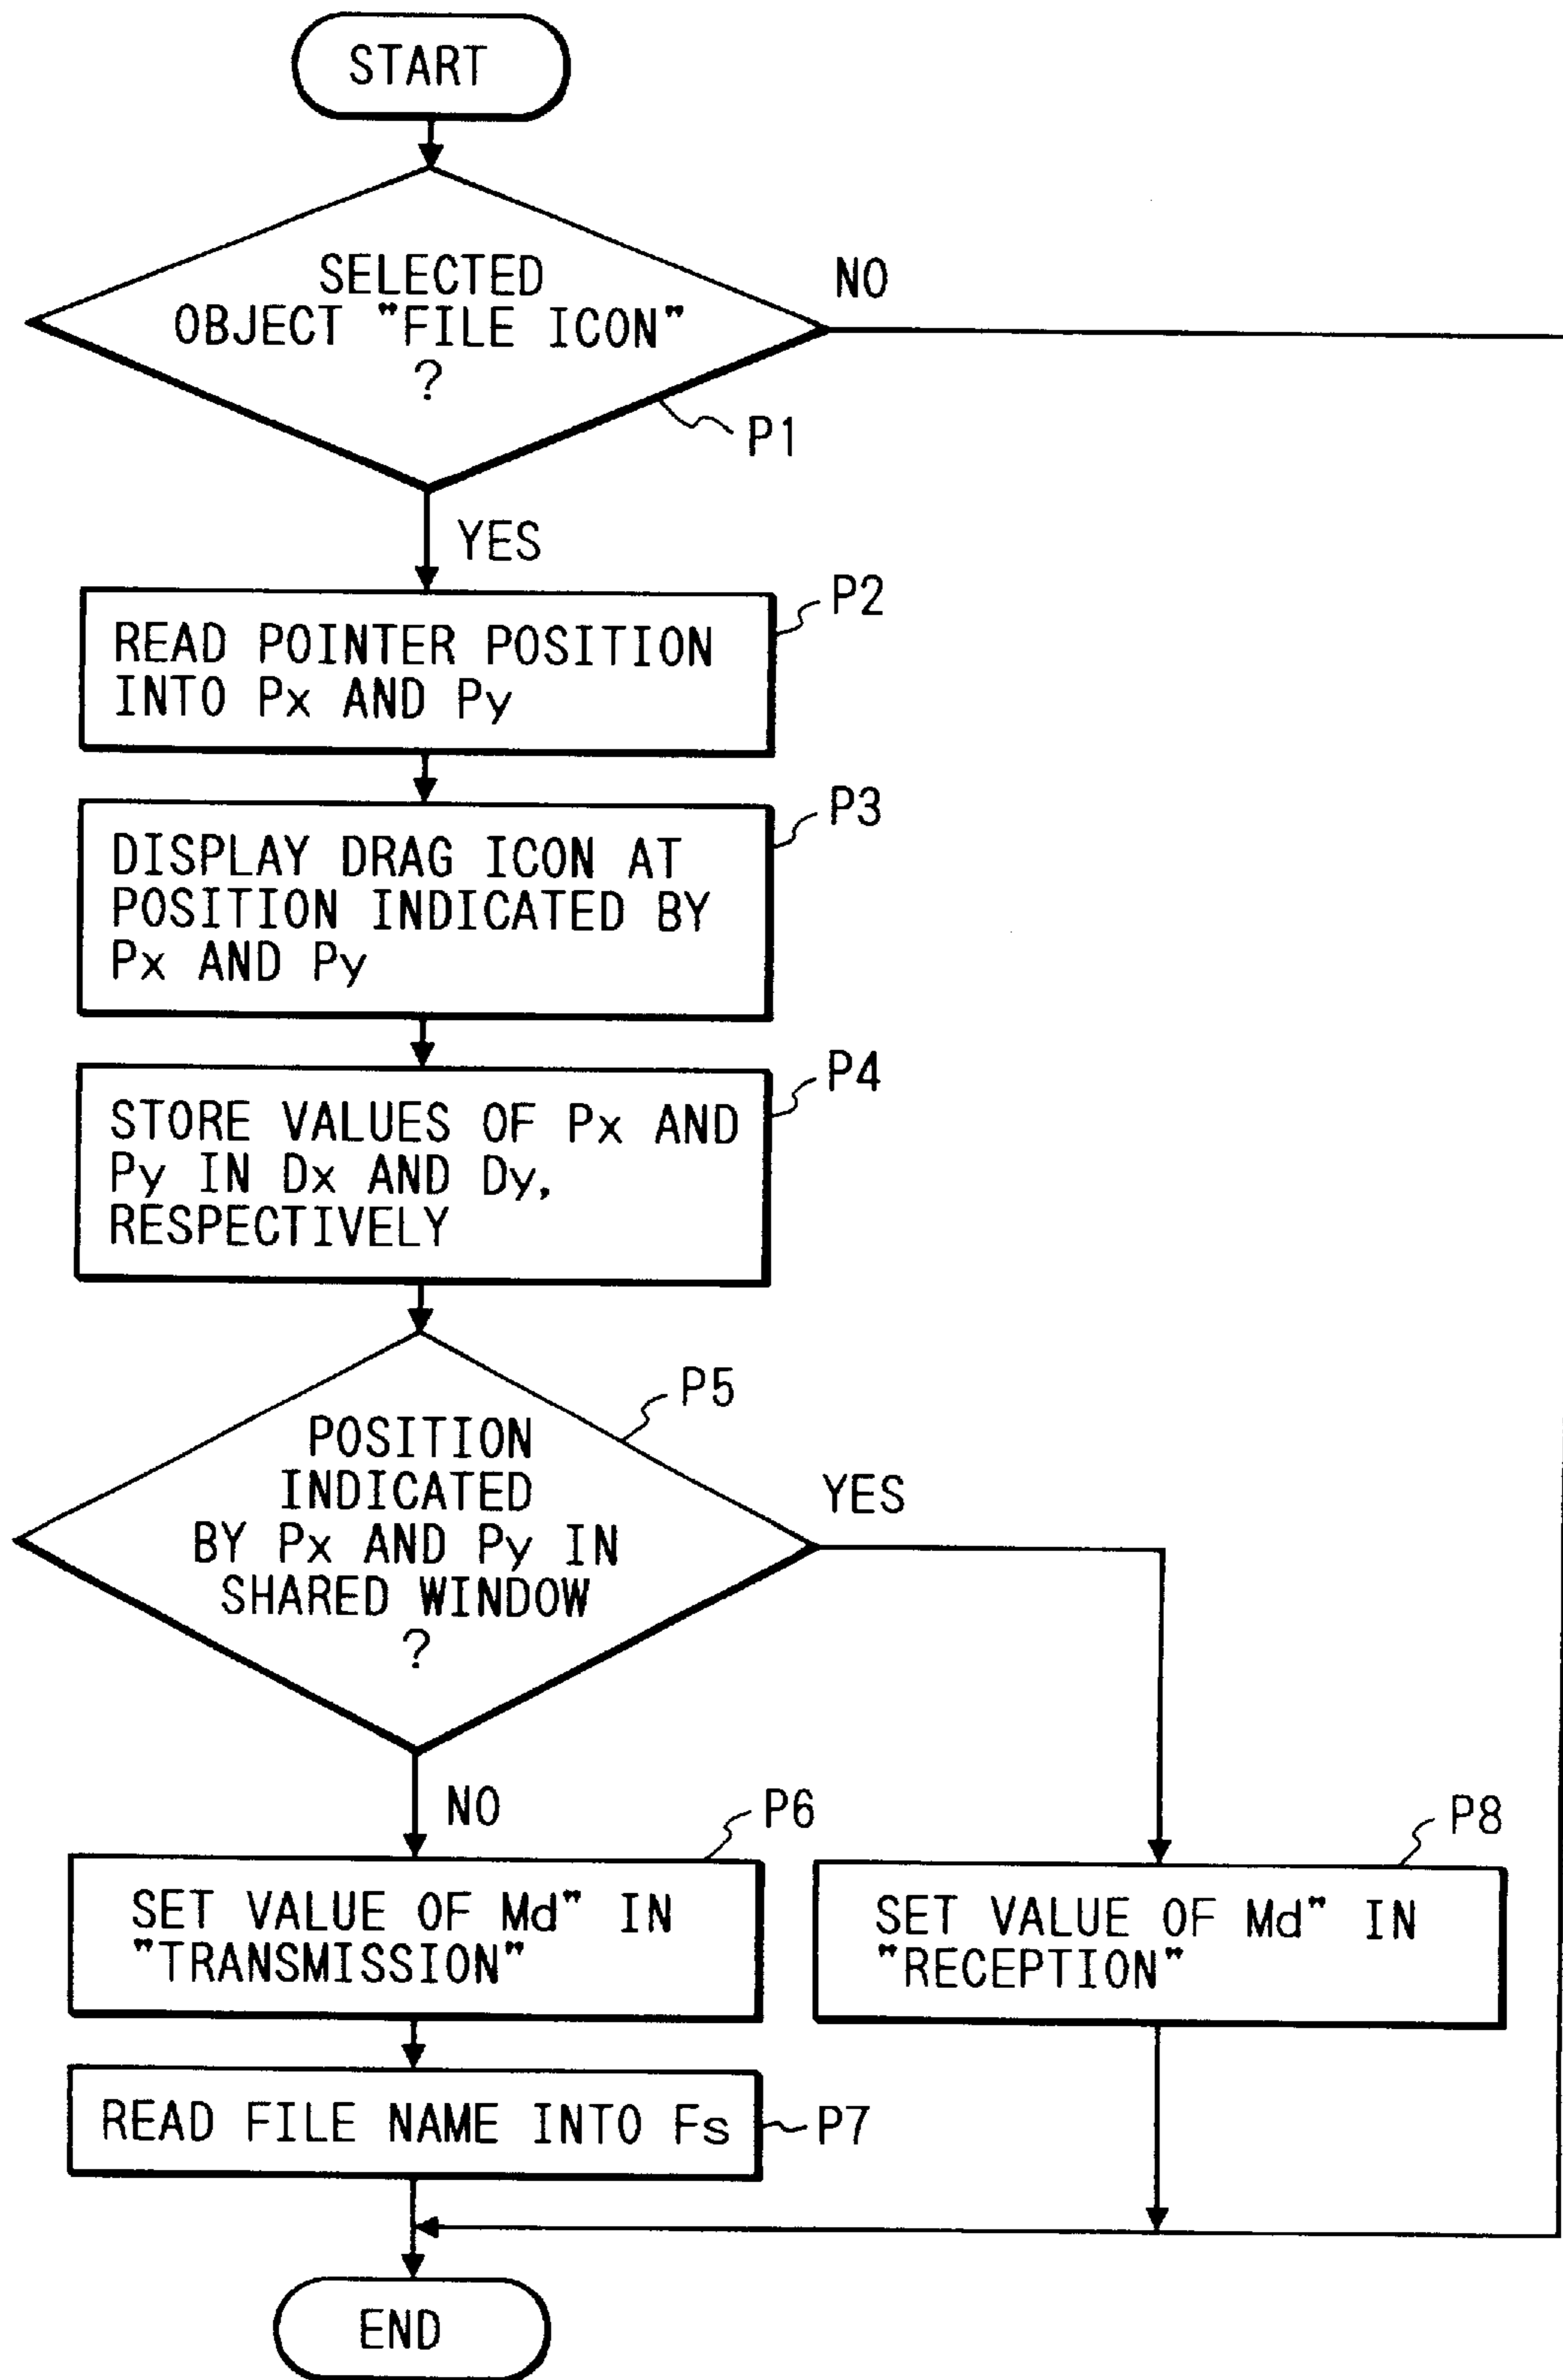 START
SELECTED
OBJECT "FILE ICON"
?
NO
P1
YES
P2
READ POINTER POSITION
INTO Px AND Py
P3
DISPLAY DRAG ICON AT
POSITION INDICATED BY
Px AND Py
P4
STORE VALUES OF Px AND
Py IN Dx AND Dy,
RESPECTIVELY
P5
POSITION
INDICATED
BY Px AND Py IN
SHARED WINDOW
?
YES
NO
P6
SET VALUE OF Md" IN
"TRANSMISSION"
P8
SET VALUE OF Md" IN
"RECEPTION"
READ FILE NAME INTO Fs
P7
END